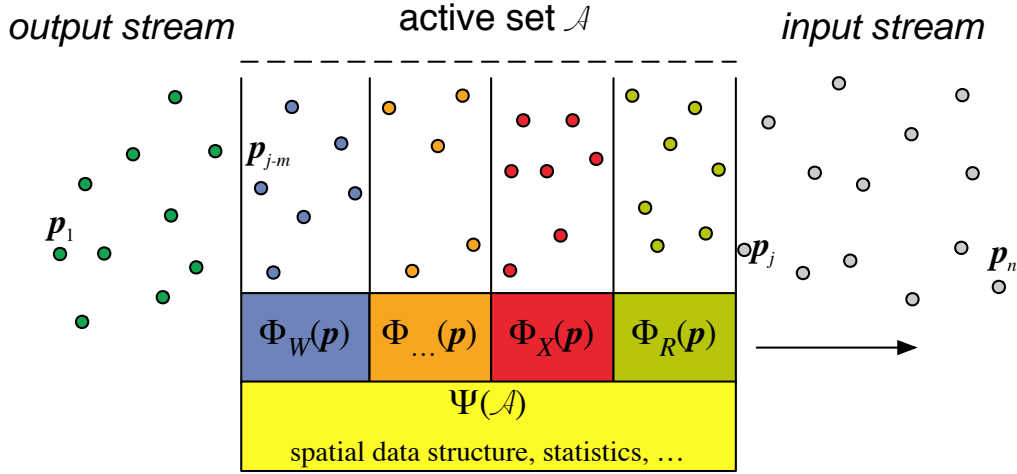 output stream
active set 𝒜
input stream
p_{j-m}
p_1
p_j
p_n
Φ_W(p)
Φ_{...}(p)
Φ_X(p)
Φ_R(p)
Ψ(𝒜)
spatial data structure, statistics, …